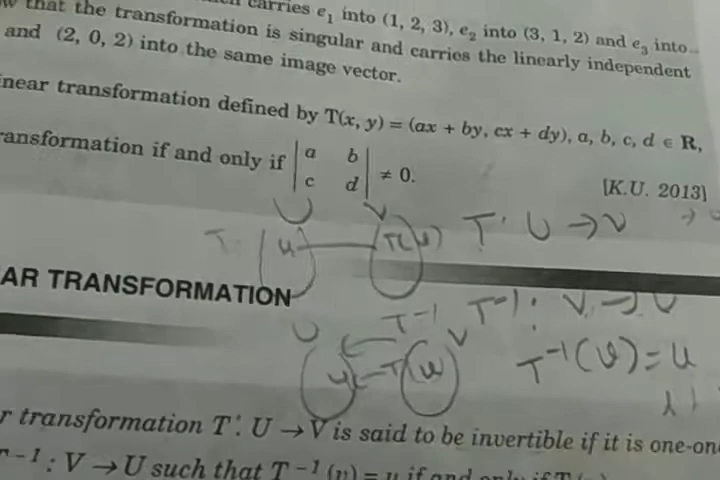 carries e₁ into (1, 2, 3), e₂ into (3, 1, 2) and e₃ into
that the transformation is singular and carries the linearly independent
and (2, 0, 2) into the same image vector.
near transformation defined by T(x, y) = (ax + by, cx + dy), a, b, c, d ∈ R,
ansformation if and only if | a b | ≠ 0.
| c d |
[K.U. 2013]
U V
T: u T(u) T: U → V
AR TRANSFORMATION
T⁻¹ T⁻¹: V → U
U V
u T(u) T⁻¹(v) = u
r transformation T : U → V is said to be invertible if it is one-on
⁻¹ : V → U such that T⁻¹ (v) = u if and only if T